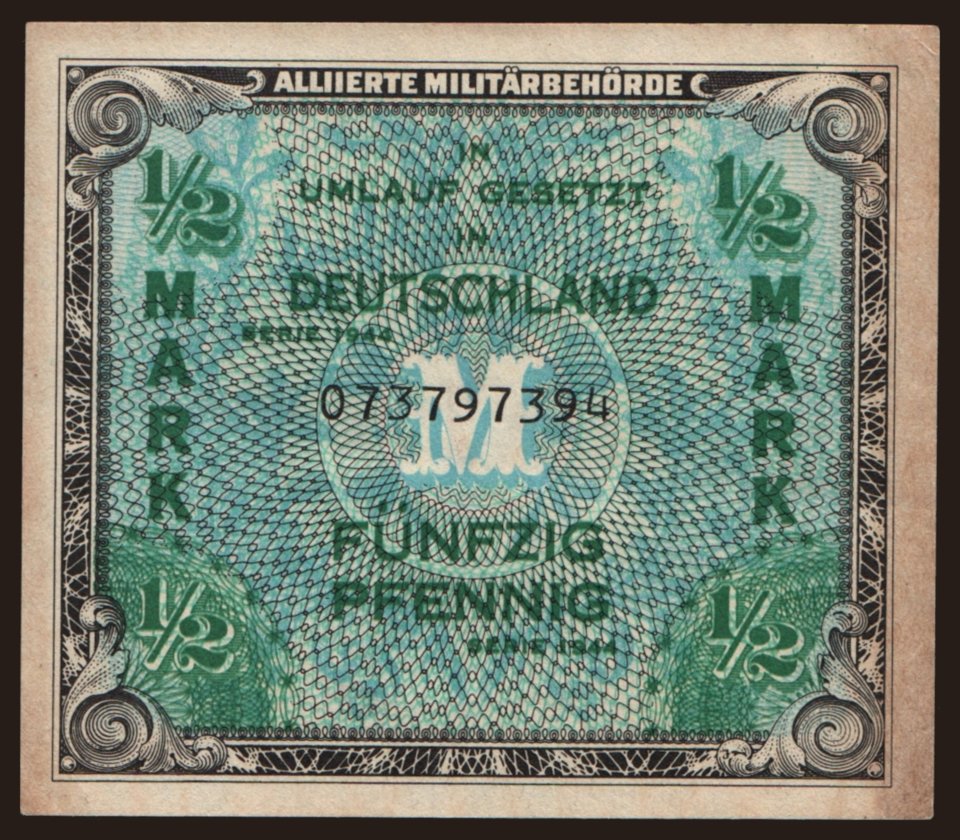 ALLIIERTE MILITÄRBEHÖRDE
1/2 1/2
IN
UMLAUF GESETZT
IN
DEUTSCHLAND
MARK MARK
SERIE 1944
M
073797394
FÜNFZIG
PFENNIG
1/2 1/2
SERIE 1944